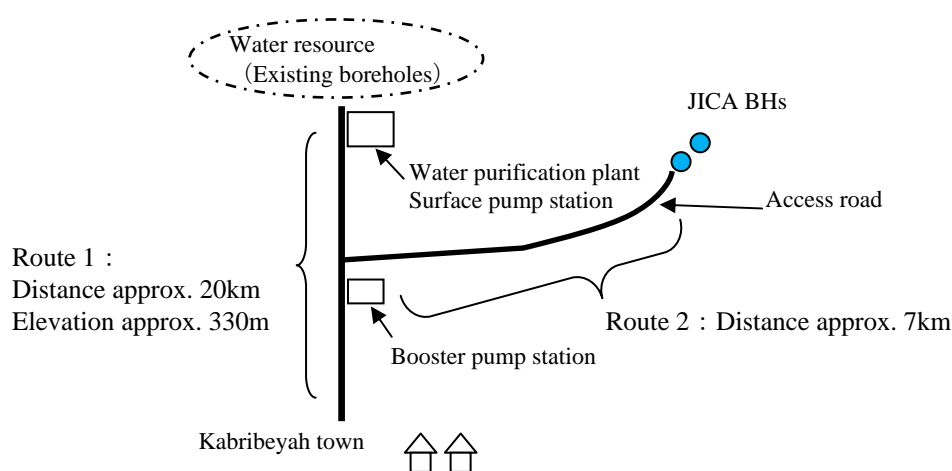 Water resource
（Existing boreholes）
JICA BHs
Water purification plant
Surface pump station
Access road
Route 1：
Distance approx. 20km
Elevation approx. 330m
Route 2：Distance approx. 7km
Booster pump station
Kabribeyah town